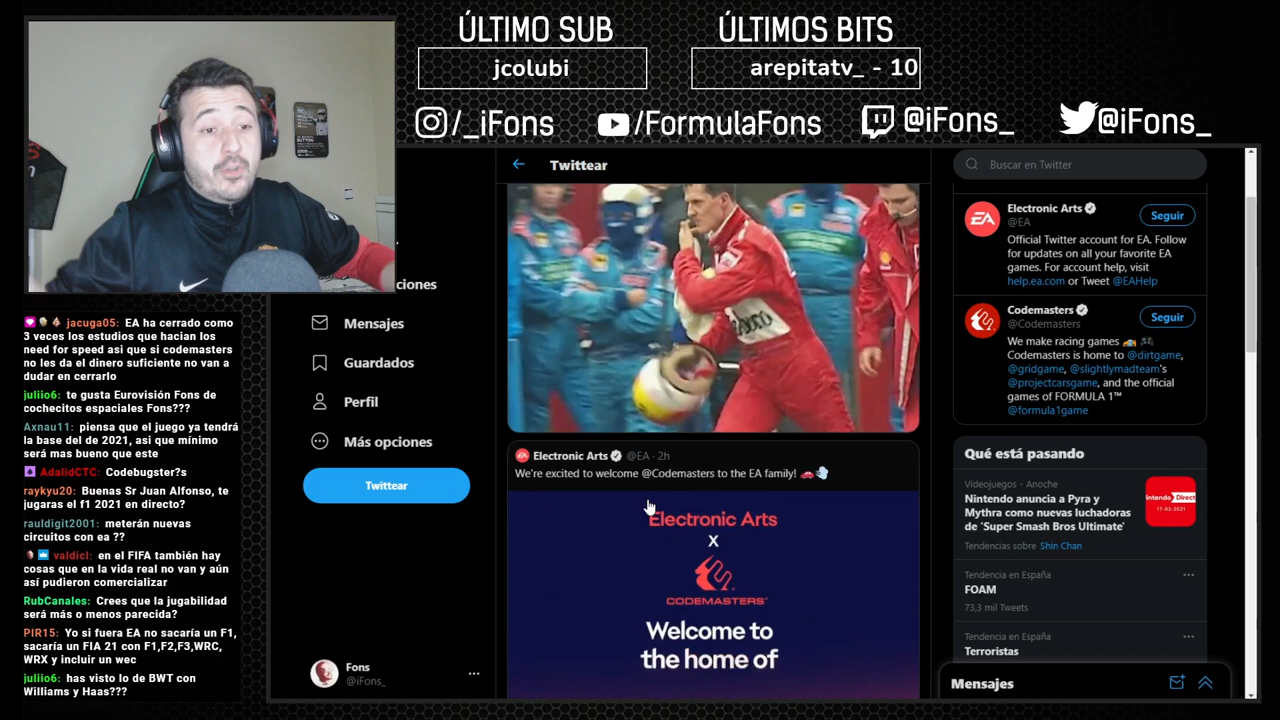 ÚLTIMO SUB
jcolubi
ÚLTIMOS BITS
arepitatv_ - 10
/_iFons
/FormulaFons
@iFons_
@iFons_
ciones
Mensajes
Guardados
Perfil
Más opciones
Twittear
Fons
@iFons_
Twittear
Electronic Arts @EA · 2h
We're excited to welcome @Codemasters to the EA family!
Electronic Arts
X
CODEMASTERS
Welcome to
the home of
Buscar en Twitter
EA
Electronic Arts
@EA
Seguir
Official Twitter account for EA. Follow
for updates on all your favorite EA
games. For account help, visit
help.ea.com or Tweet @EAHelp
Codemasters
@Codemasters
Seguir
We make racing games
Codemasters is home to @dirtgame,
@gridgame, @slightlymadteam's
@projectcarsgame, and the official
games of FORMULA 1™
@formula1game
Qué está pasando
Videojuegos · Anoche
Nintendo anuncia a Pyra y
Mythra como nuevas luchadoras
de 'Super Smash Bros Ultimate'
Tendencias sobre Shin Chan
Nintendo Direct
17-02-2021
Tendencia en España
FOAM
73,3 mil Tweets
Tendencia en España
Terroristas
Mensajes
jacuga05: EA ha cerrado como
3 veces los estudios que hacian los
need for speed asi que si codemasters
no les da el dinero suficiente no van a
dudar en cerrarlo
juliio6: te gusta Eurovisión Fons de
cochecitos espaciales Fons???
Axnau11: piensa que el juego ya tendrá
la base del de 2021, asi que mínimo
será mas bueno que este
AdalidCTC: Codebugster?s
raykyu20: Buenas Sr Juan Alfonso, te
jugaras el f1 2021 en directo?
rauldigit2001: meterán nuevas
circuitos con ea ??
valdicl: en el FIFA también hay
cosas que en la vida real no van y aún
así pudieron comercializar
RubCanales: Crees que la jugabilidad
será más o menos parecida?
PIR15: Yo si fuera EA no sacaría un F1,
sacaría un FIA 21 con F1,F2,F3,WRC,
WRX y incluir un wec
juliio6: has visto lo de BWT con
Williams y Haas???